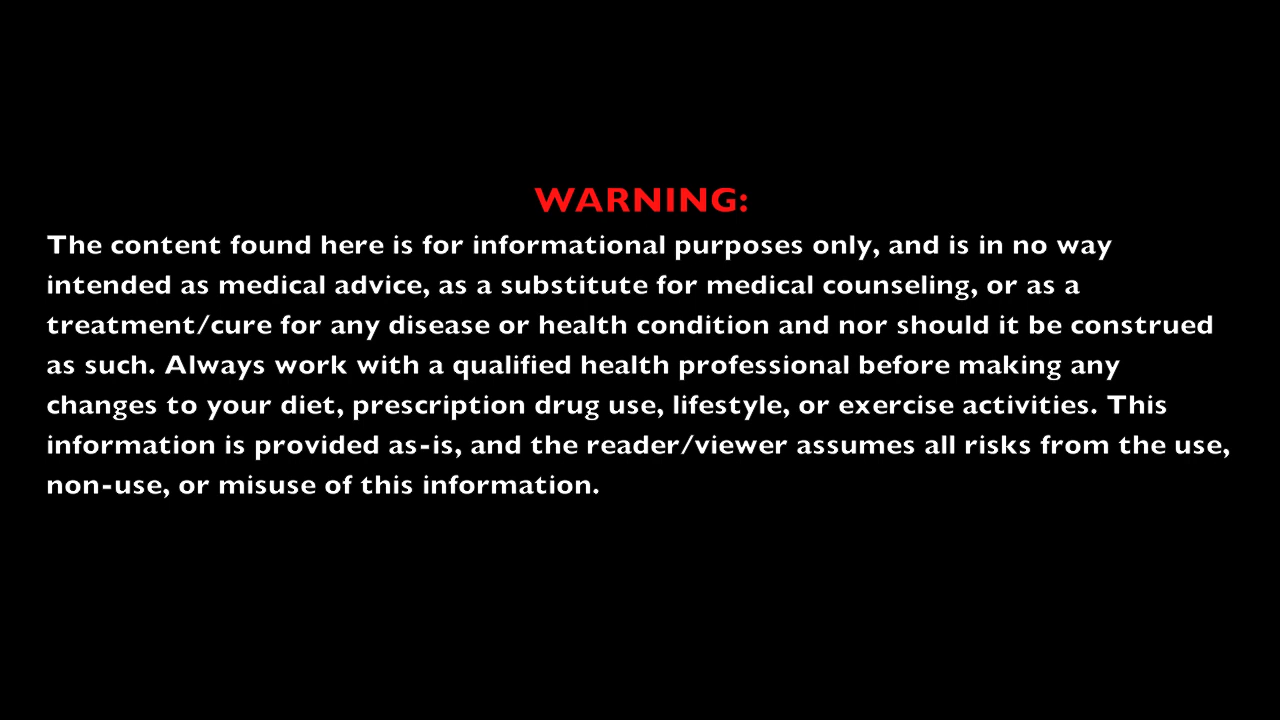 WARNING:
The content found here is for informational purposes only, and is in no way
intended as medical advice, as a substitute for medical counseling, or as a
treatment/cure for any disease or health condition and nor should it be construed
as such. Always work with a qualified health professional before making any
changes to your diet, prescription drug use, lifestyle, or exercise activities. This
information is provided as-is, and the reader/viewer assumes all risks from the use,
non-use, or misuse of this information.